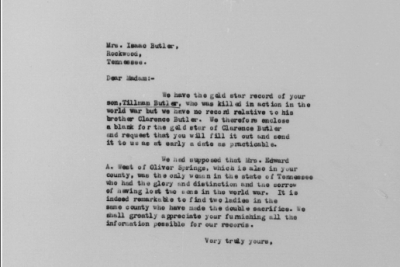 Mrs. Isaac Butler,
Rockwood,
Tennessee.
Dear Madam:-
We have the gold star record of your
son, Tillman Butler, who was killed in action in the
world war but we have no record relative to his
brother Clarence Butler. We therefore enclose
a blank for the gold star of Clarence Butler
and request that you will fill it out and send
it to us at as early a date as practicable.
We had supposed that Mrs. Edward
A. West of Oliver Springs, which is also in your
county, was the only woman in the state of Tennessee
who had the glory and distinction and the sorrow
of having lost two sons in the world war. It is
indeed remarkable to find two ladies in the
same county who have made the double sacrifice. We
shall greatly appreciate your furnishing all the
information possible for our records.
Very truly yours,